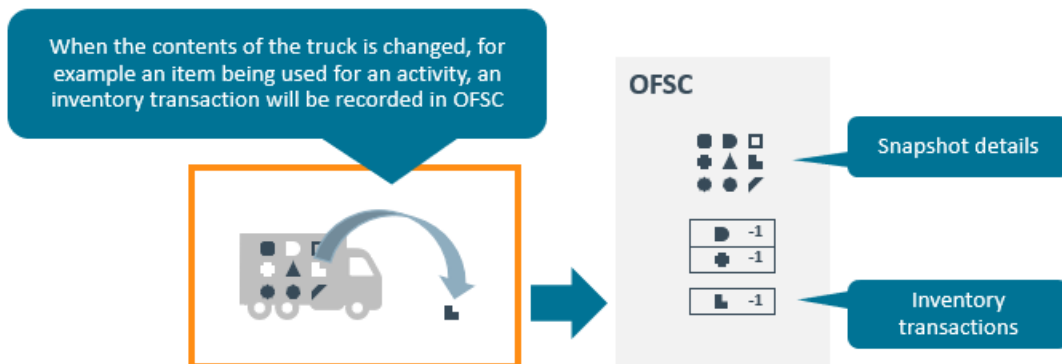 When the contents of the truck is changed, for
example an item being used for an activity, an
inventory transaction will be recorded in OFSC
OFSC
Snapshot details
-1
-1
-1
Inventory
transactions